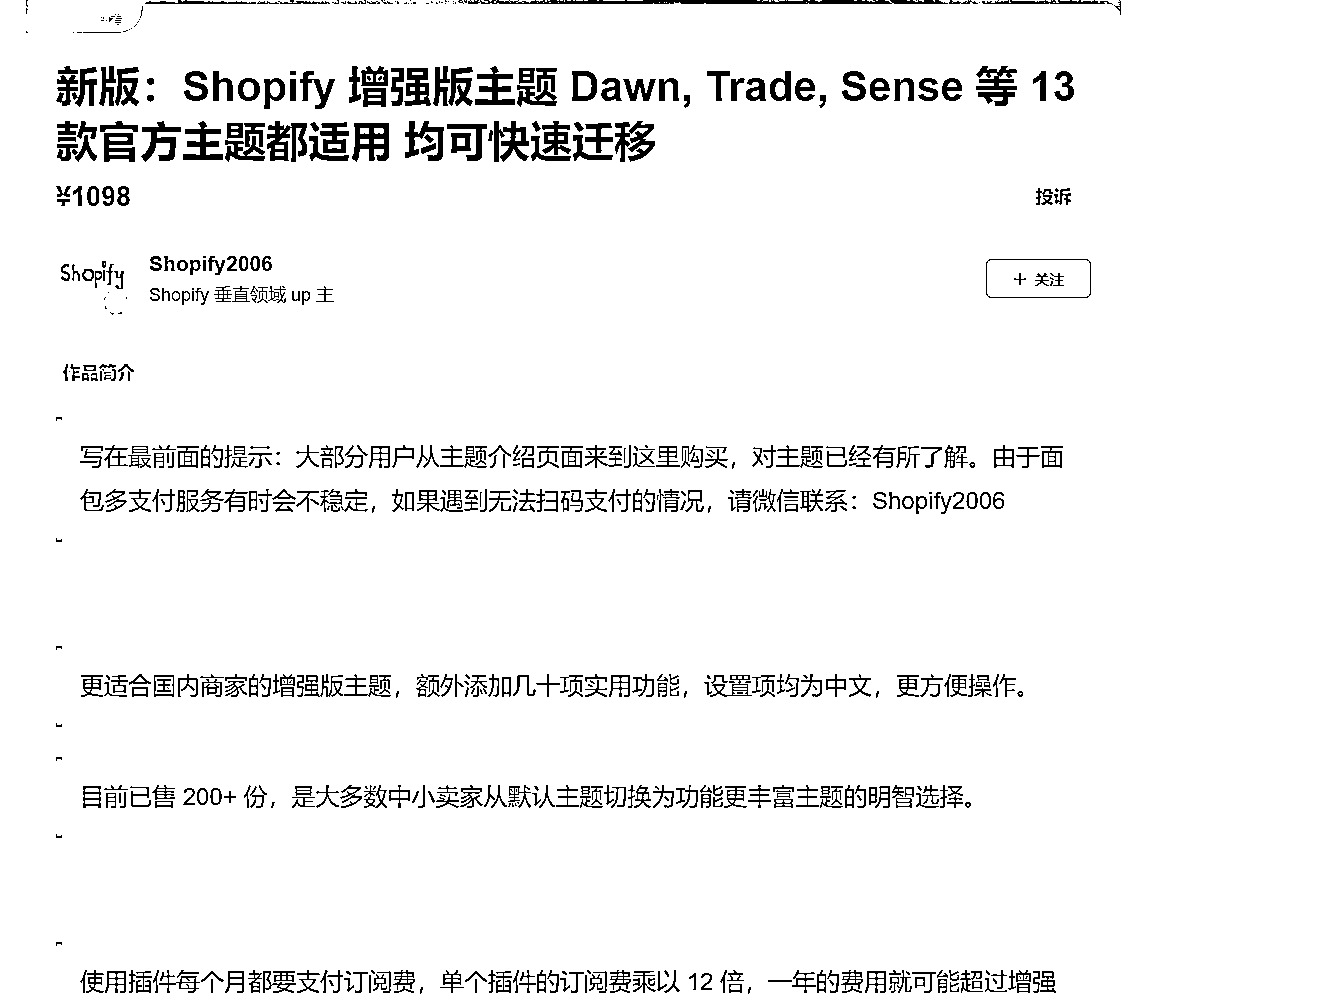 新版：Shopify 增强版主题 Dawn, Trade, Sense 等 13
款官方主题都适用 均可快速迁移
¥1098
投诉
Shopify
Shopify2006
Shopify 垂直领域 up 主
＋ 关注
作品简介
写在最前面的提示：大部分用户从主题介绍页面来到这里购买，对主题已经有所了解。由于面
包多支付服务有时会不稳定，如果遇到无法扫码支付的情况，请微信联系：Shopify2006
更适合国内商家的增强版主题，额外添加几十项实用功能，设置项均为中文，更方便操作。
目前已售 200+ 份，是大多数中小卖家从默认主题切换为功能更丰富主题的明智选择。
使用插件每个月都要支付订阅费，单个插件的订阅费乘以 12 倍，一年的费用就可能超过增强